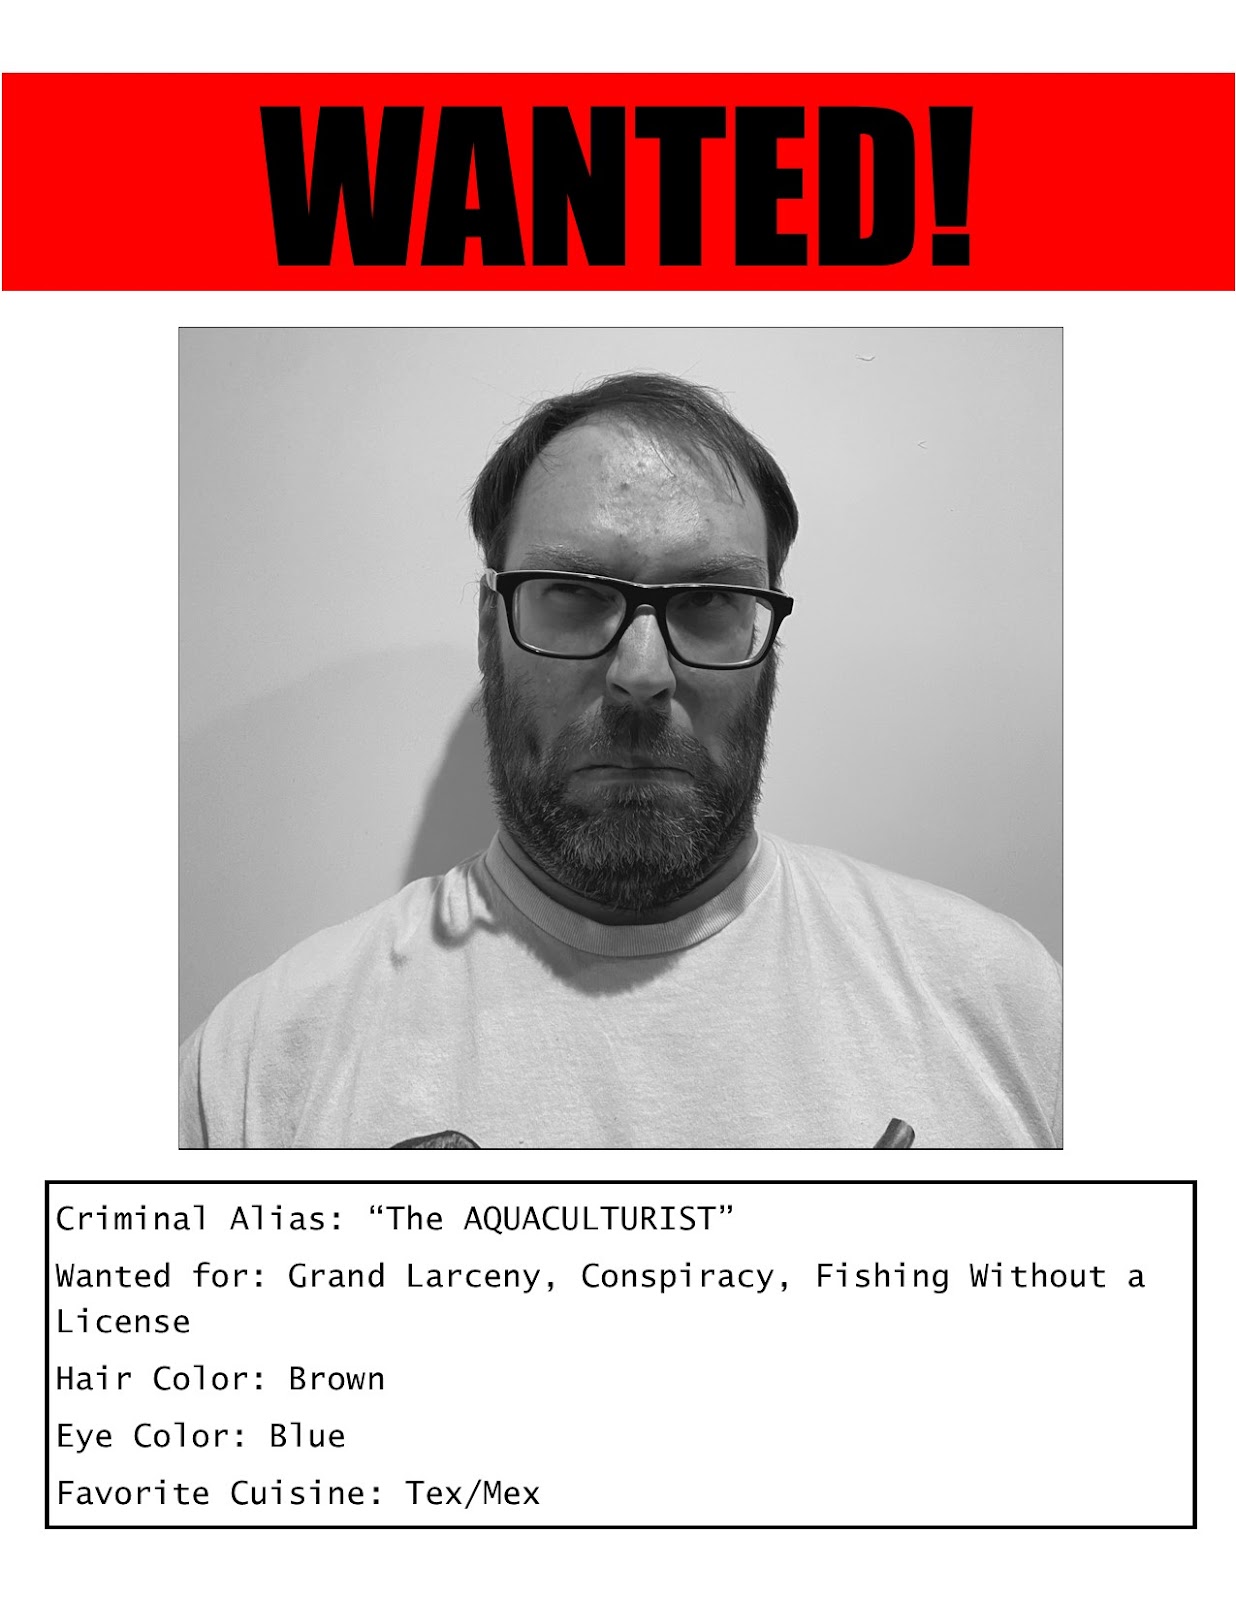 WANTED!
Criminal Alias: “The AQUACULTURIST”
Wanted for: Grand Larceny, Conspiracy, Fishing Without a
License
Hair Color: Brown
Eye Color: Blue
Favorite Cuisine: Tex/Mex